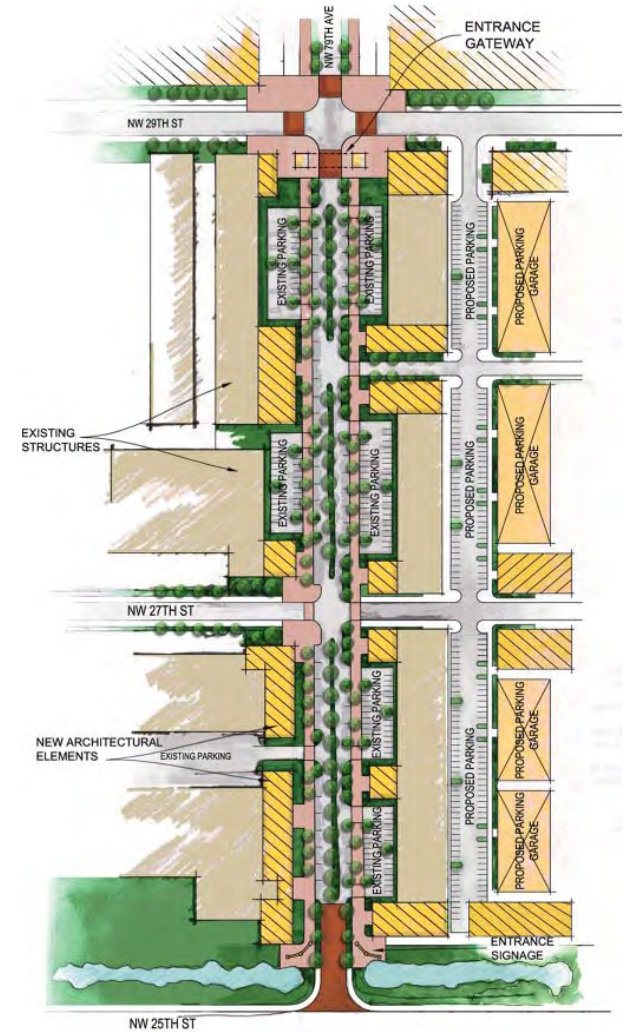 NW 79TH AVE
ENTRANCE
GATEWAY
NW 29TH ST
EXISTING PARKING
EXISTING PARKING
PROPOSED PARKING
PROPOSED PARKING
GARAGE
EXISTING
STRUCTURES
EXISTING PARKING
EXISTING PARKING
PROPOSED PARKING
PROPOSED PARKING
GARAGE
NW 27TH ST
NEW ARCHITECTURAL
ELEMENTS
EXISTING PARKING
EXISTING PARKING
EXISTING PARKING
PROPOSED PARKING
PROPOSED PARKING
GARAGE
PROPOSED PARKING
GARAGE
ENTRANCE
SIGNAGE
NW 25TH ST